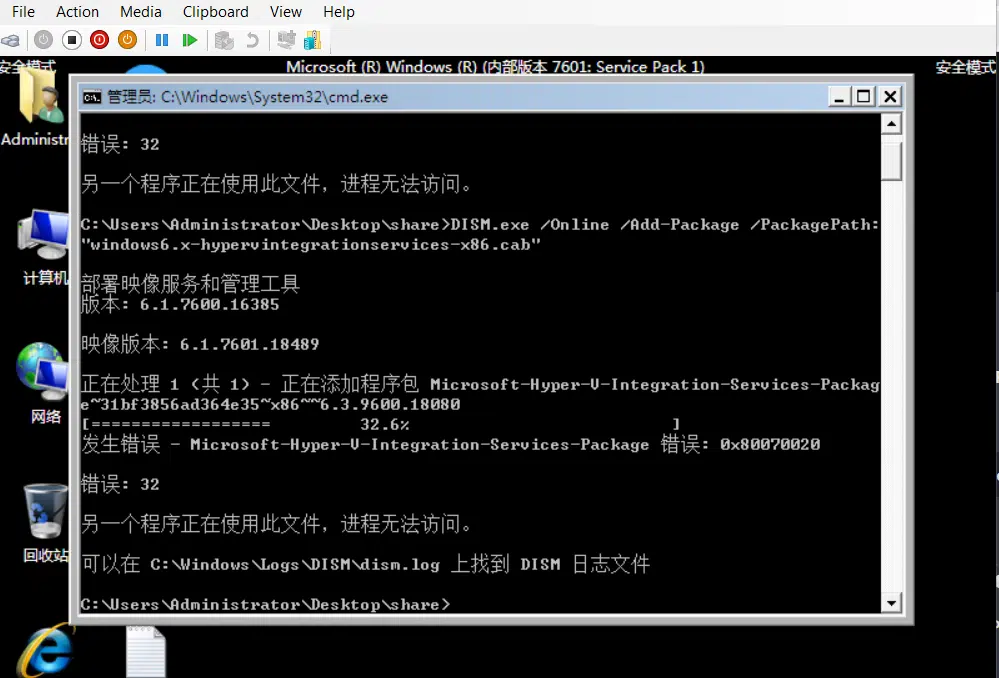 File Action Media Clipboard View Help
安全模式 Microsoft (R) Windows (R) (内部版本 7601: Service Pack 1) 安全模式
管理员: C:\Windows\System32\cmd.exe
Administr
计算机
网络
回收站
错误: 32
另一个程序正在使用此文件，进程无法访问。
C:\Users\Administrator\Desktop\share>DISM.exe /Online /Add-Package /PackagePath:
"windows6.x-hypervintegrationservices-x86.cab"
部署映像服务和管理工具
版本: 6.1.7600.16385
映像版本: 6.1.7601.18489
正在处理 1 (共 1) - 正在添加程序包 Microsoft-Hyper-V-Integration-Services-Packag
e~31bf3856ad364e35~x86~~6.3.9600.18080
[================== 32.6% ]
发生错误 - Microsoft-Hyper-V-Integration-Services-Package 错误: 0x80070020
错误: 32
另一个程序正在使用此文件，进程无法访问。
可以在 C:\Windows\Logs\DISM\dism.log 上找到 DISM 日志文件
C:\Users\Administrator\Desktop\share>